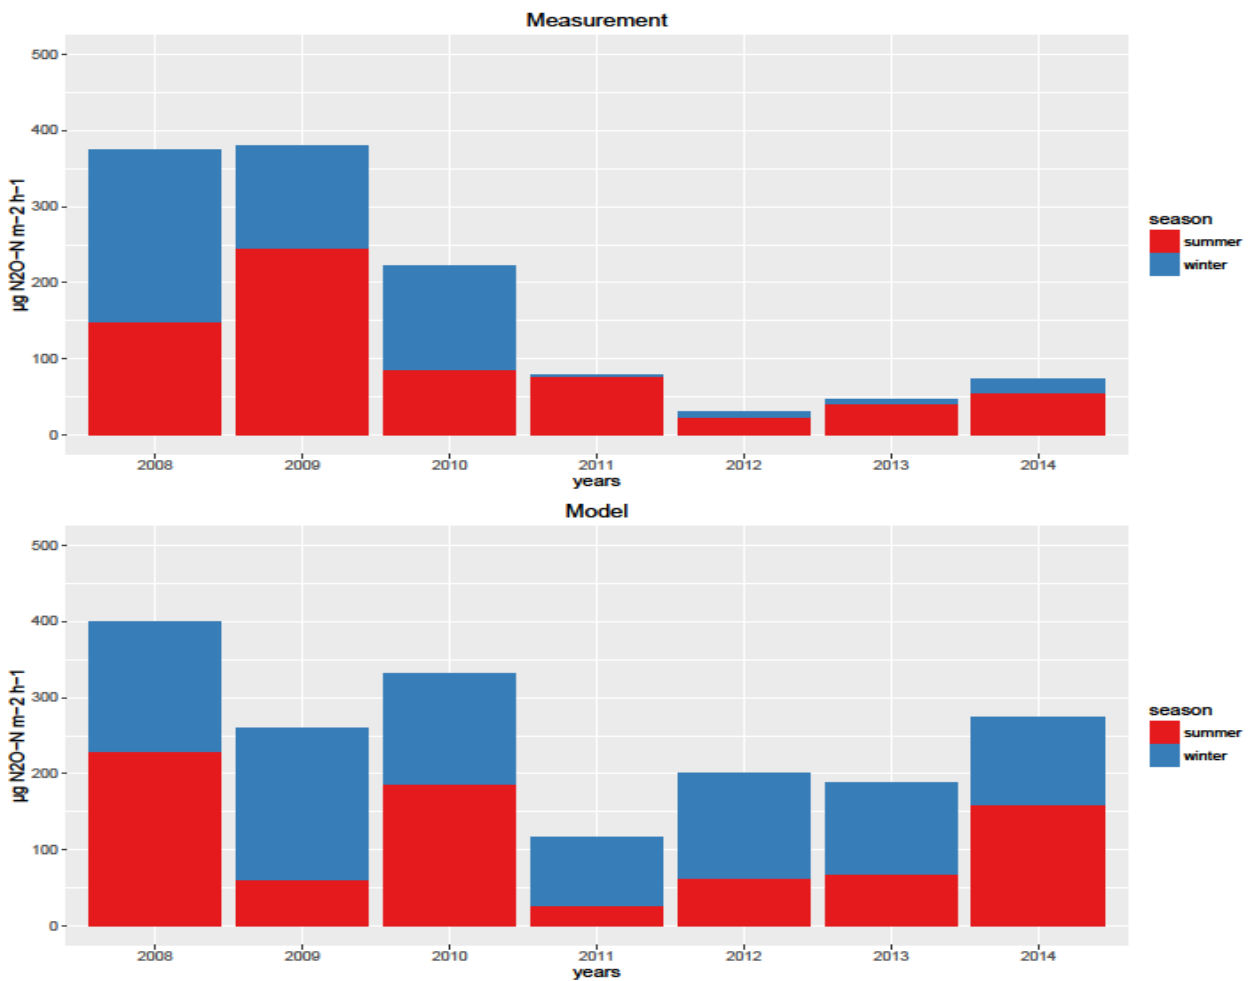 Measurement
500
400
300
200
100
0
µg N2O-N m-2 h-1
2008 2009 2010 2011 2012 2013 2014
years
season
summer
winter
Model
500
400
300
200
100
0
µg N2O-N m-2 h-1
2008 2009 2010 2011 2012 2013 2014
years
season
summer
winter